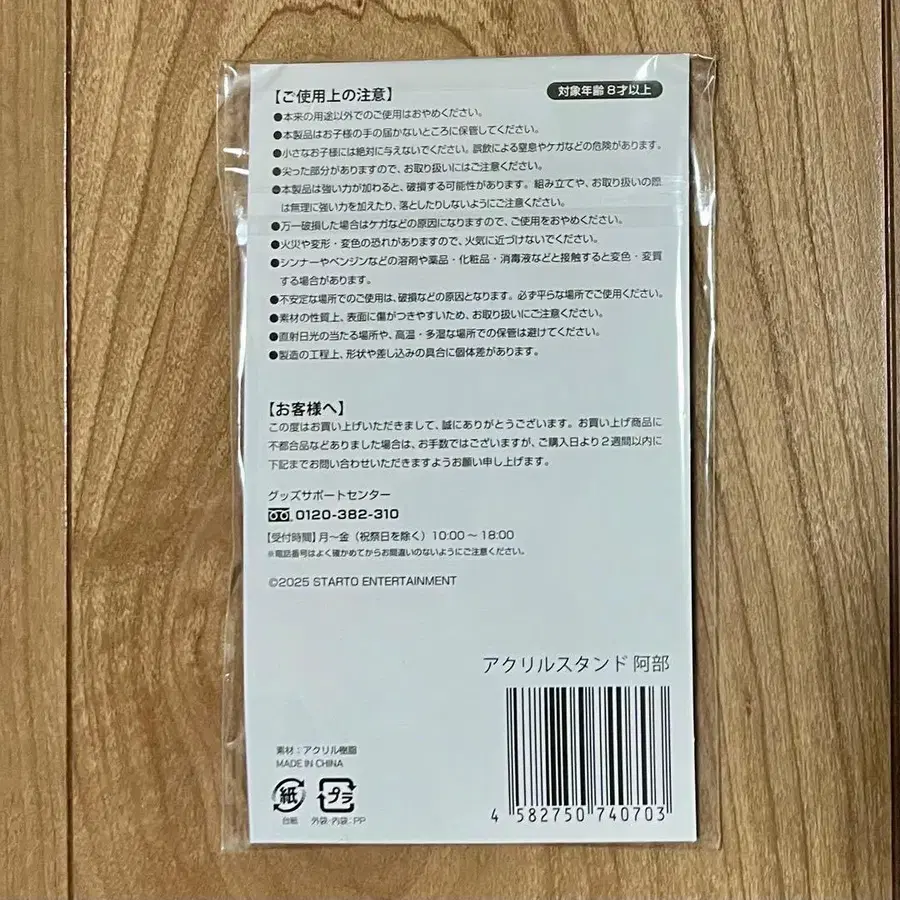 【ご使用上の注意】
対象年齢 8才以上
●本来の用途以外でのご使用はおやめください。
●本製品はお子様の手の届かないところに保管してください。
●小さなお子様には絶対に与えないでください。誤飲による窒息やケガなどの危険があります。
●尖った部分がありますので、お取り扱いにはご注意ください。
●本製品は強い力が加わると、破損する可能性があります。組み立てや、お取り扱いの際
は無理に強い力を加えたり、落としたりしないようにご注意ください。
●万一破損した場合はケガなどの原因になりますので、ご使用をおやめください。
●火災や変形・変色の恐れがありますので、火気に近づけないでください。
●シンナーやベンジンなどの溶剤や薬品・化粧品・消毒液などと接触すると変色・変質
する場合があります。
●不安定な場所でのご使用は、破損などの原因となります。必ず平らな場所でご使用ください。
●素材の性質上、表面に傷がつきやすいため、お取り扱いにご注意ください。
●直射日光の当たる場所や、高温・多湿な場所での保管は避けてください。
●製造の工程上、形状や差し込みの具合に個体差があります。
【お客様へ】
この度はお買い上げいただきまして、誠にありがとうございます。お買い上げ商品に
不都合品などありました場合は、お手数ではございますが、ご購入日より2週間以内に
下記までお問い合わせいただきますようお願い申し上げます。
グッズサポートセンター
0120-382-310
【受付時間】月〜金（祝祭日を除く）10:00〜18:00
※電話番号はよく確かめてからお間違いのないようにご注意ください。
©2025 STARTO ENTERTAINMENT
アクリルスタンド 阿部
素材：アクリル樹脂
MADE IN CHINA
紙
プラ
台紙
外袋・内袋：PP
4 582750 740703